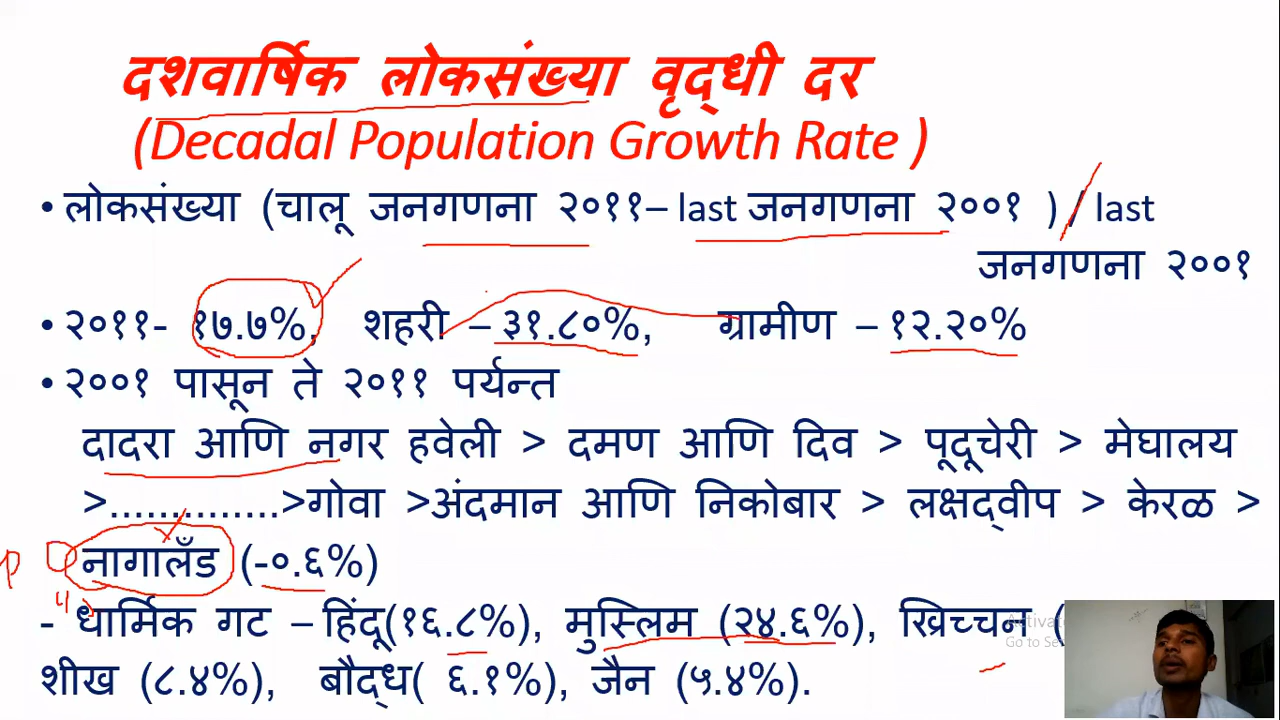 दशवार्षिक लोकसंख्या वृद्धी दर
(Decadal Population Growth Rate )
• लोकसंख्या (चालू जनगणना २०११– last जनगणना २००१ ) / last
जनगणना २००१
• २०११- १७.७%, शहरी – ३१.८०%, ग्रामीण – १२.२०%
• २००१ पासून ते २०११ पर्यन्त
दादरा आणि नगर हवेली > दमण आणि दिव > पूदूचेरी > मेघालय
>..............>गोवा >अंदमान आणि निकोबार > लक्षद्वीप > केरळ >
नागालँड (-०.६%)
- धार्मिक गट – हिंदू(१६.८%), मुस्लिम (२४.६%), ख्रिच्चन (
शीख (८.४%), बौद्ध( ६.१%), जैन (५.४%).